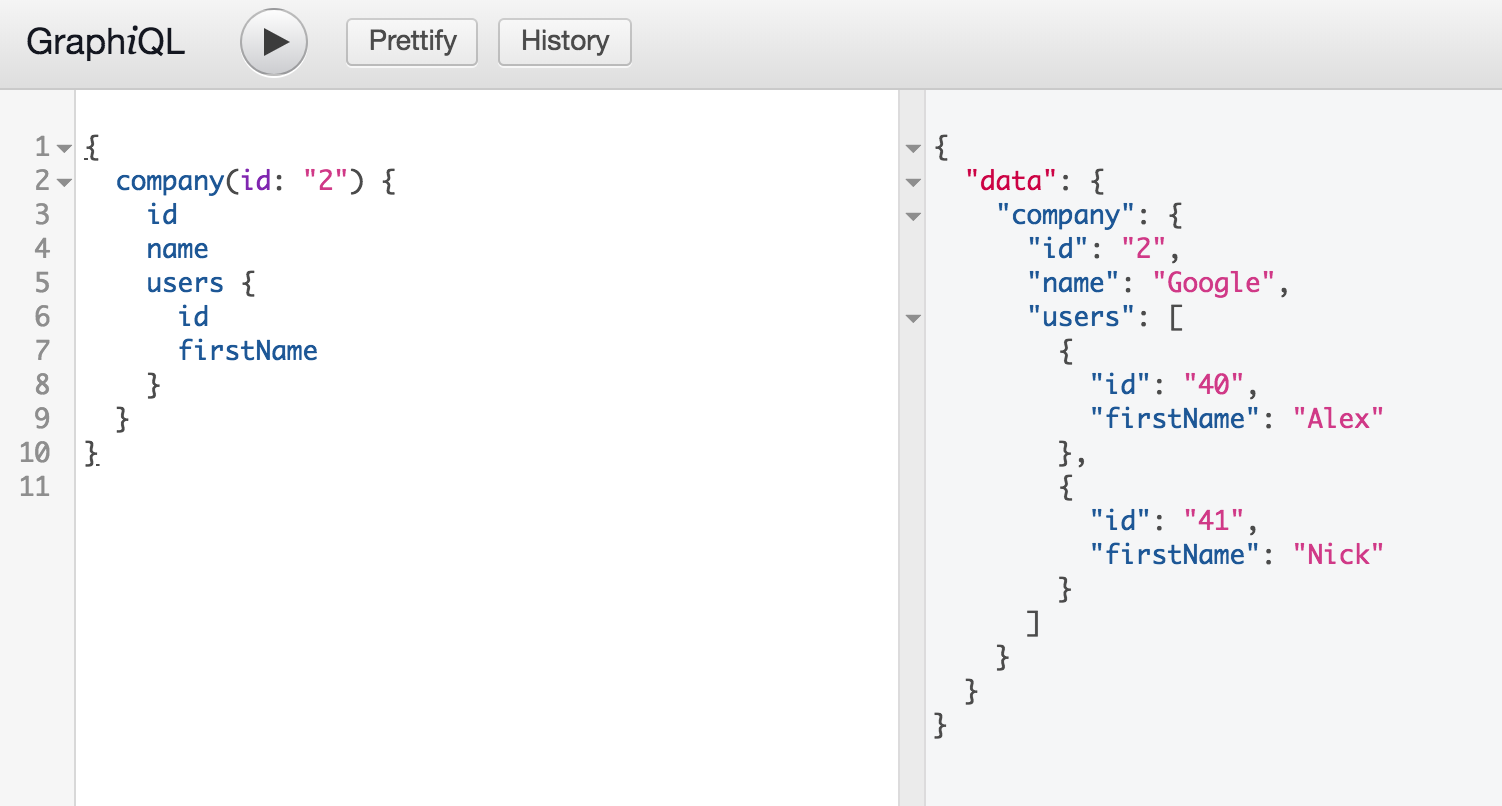 GraphiQL Prettify History
1 {
2 company(id: "2") {
3 id
4 name
5 users {
6 id
7 firstName
8 }
9 }
10 }
11
{
"data": {
"company": {
"id": "2",
"name": "Google",
"users": [
{
"id": "40",
"firstName": "Alex"
},
{
"id": "41",
"firstName": "Nick"
}
]
}
}
}